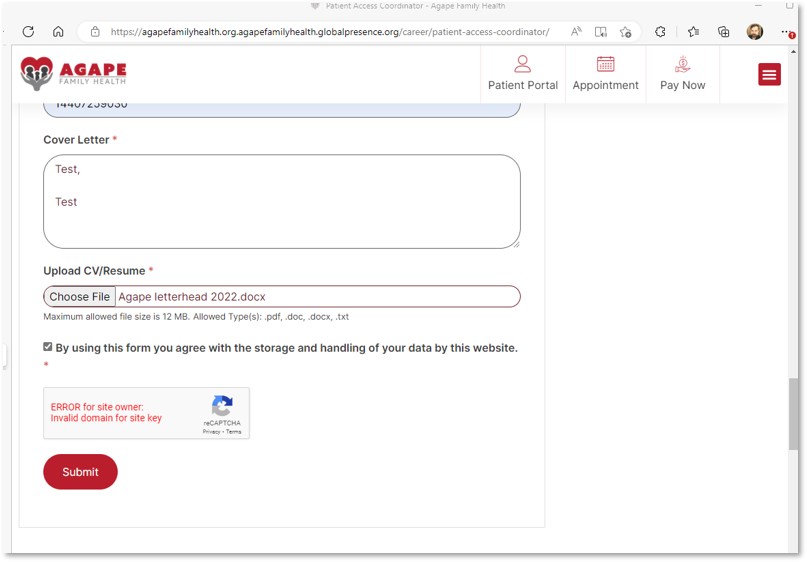 Patient Access Coordinator - Agape Family Health
https://agapefamilyhealth.org.agapefamilyhealth.globalpresence.org/career/patient-access-coordinator/
AGAPE
FAMILY HEALTH
Patient Portal
Appointment
Pay Now
14407259030
Cover Letter *
Test,
Test
Upload CV/Resume *
Choose File Agape letterhead 2022.docx
Maximum allowed file size is 12 MB. Allowed Type(s): .pdf, .doc, .docx, .txt
By using this form you agree with the storage and handling of your data by this website.
*
ERROR for site owner:
Invalid domain for site key
reCAPTCHA
Privacy - Terms
Submit